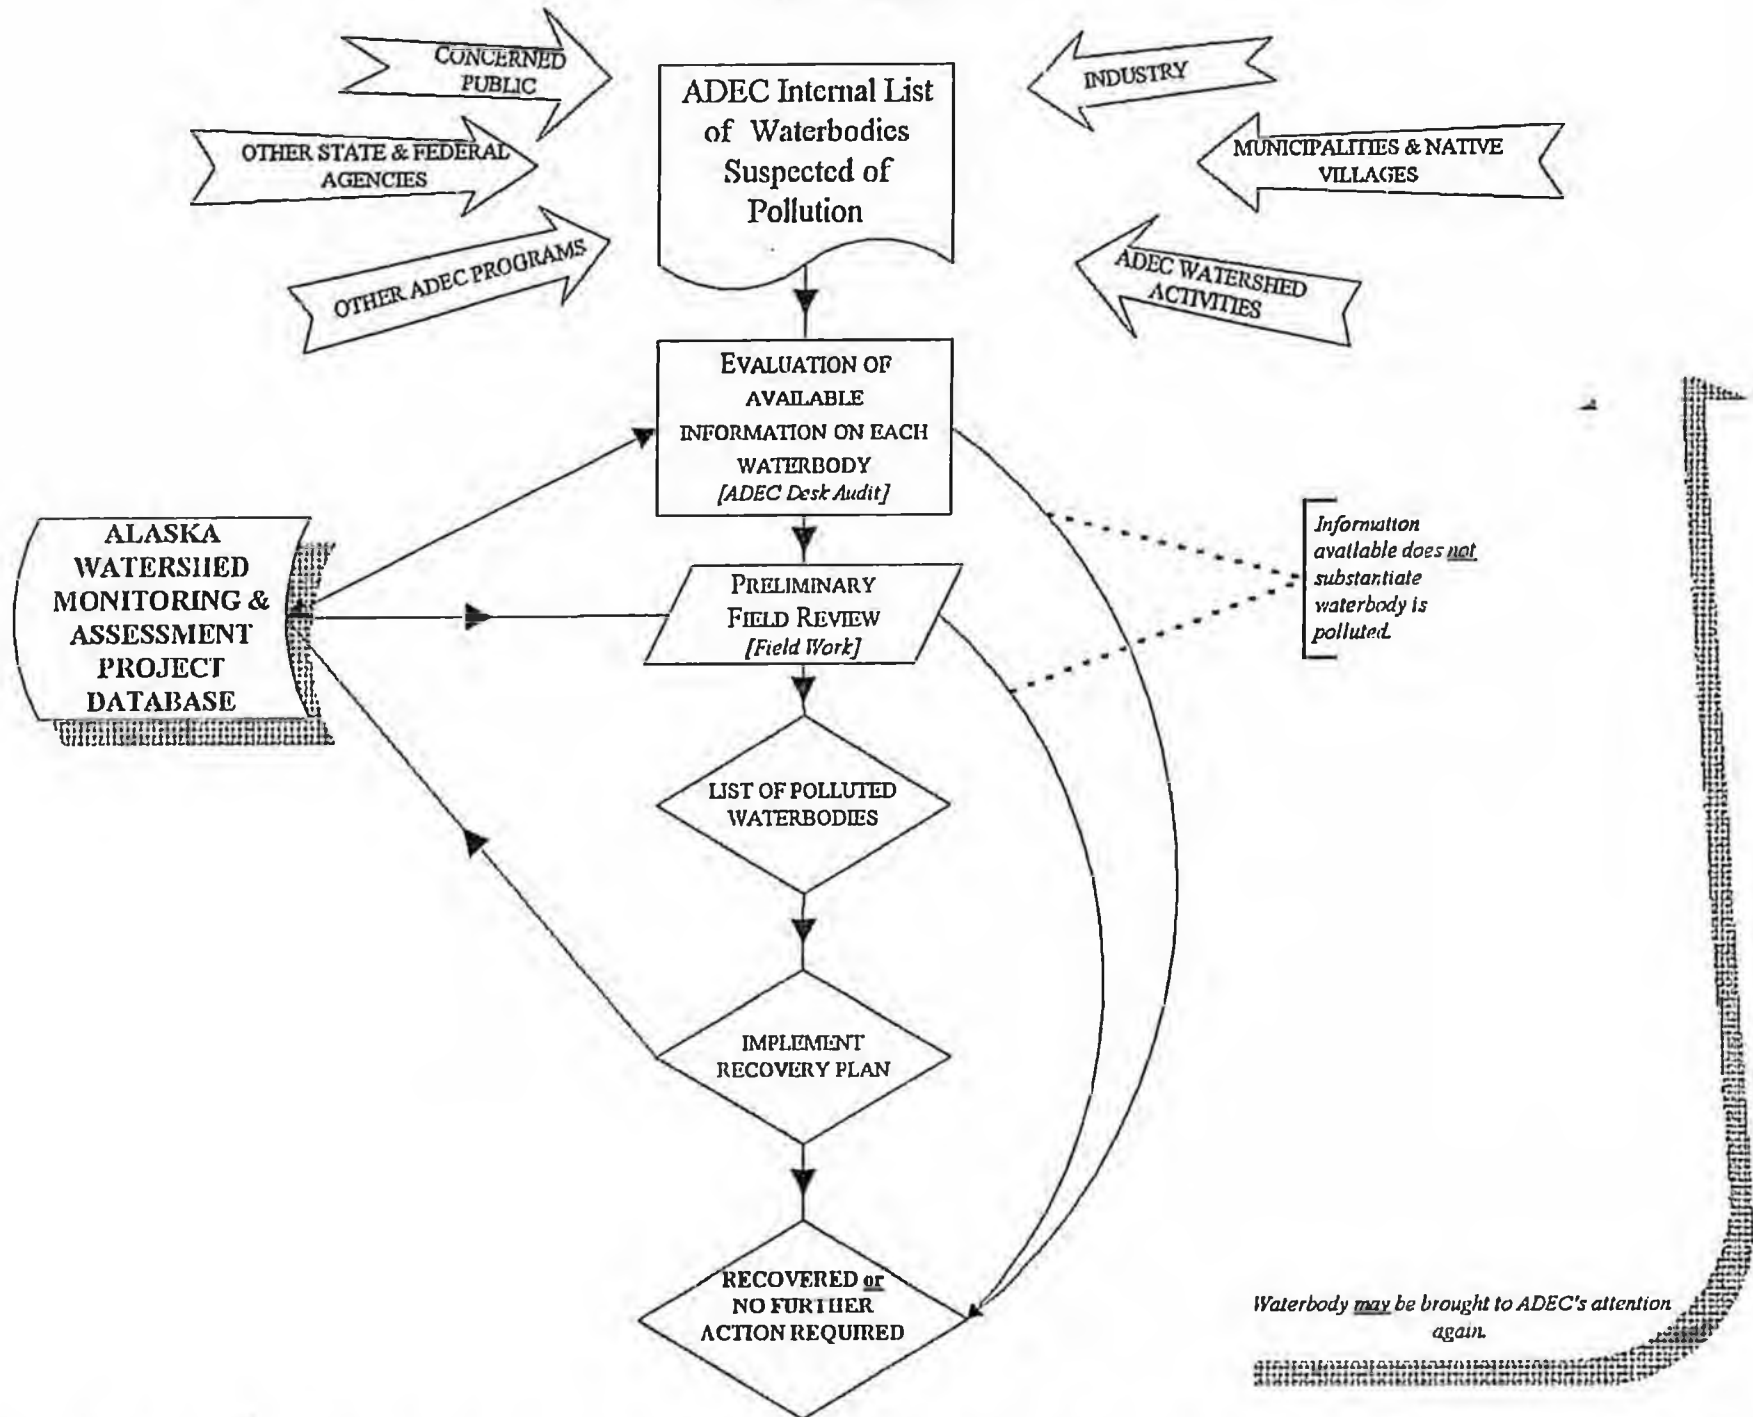 CONCERNED
PUBLIC
OTHER STATE & FEDERAL
AGENCIES
OTHER ADEC PROGRAMS
ADEC Internal List
of Waterbodies
Suspected of
Pollution
INDUSTRY
MUNICIPALITIES & NATIVE
VILLAGES
ADEC WATERSHED
ACTIVITIES
EVALUATION OF
AVAILABLE
INFORMATION ON EACH
WATERBODY
[ADEC Desk Audit]
ALASKA
WATERSHED
MONITORING &
ASSESSMENT
PROJECT
DATABASE
PRELIMINARY
FIELD REVIEW
[Field Work]
Information
available does not
substantiate
waterbody is
polluted.
LIST OF POLLUTED
WATERBODIES
IMPLEMENT
RECOVERY PLAN
RECOVERED or
NO FURTHER
ACTION REQUIRED
Waterbody may be brought to ADEC's attention
again.